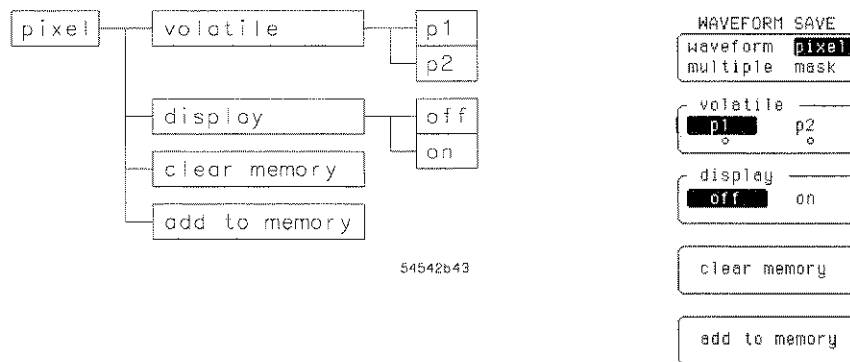 pixel
volatile
p1
p2
display
off
on
clear memory
add to memory
54542b43
WAVEFORM SAVE
waveform pixel
multiple mask
volatile
p1 p2
display
off on
clear memory
add to memory